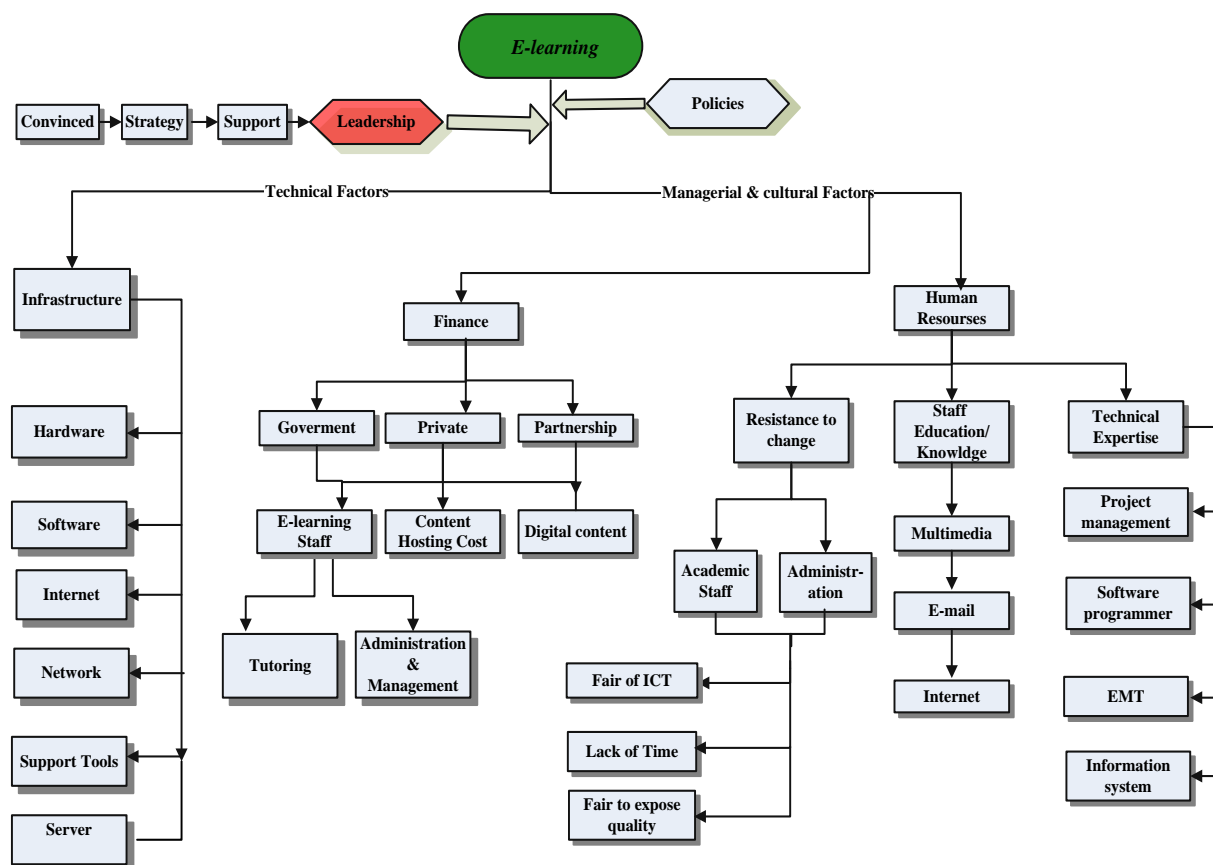 E-learning
Policies
Convinced
Strategy
Support
Leadership
Technical Factors
Managerial & cultural Factors
Infrastructure
Finance
Human
Resourses
Goverment
Private
Partnership
Resistance to
change
Staff
Education/
Knowldge
Technical
Expertise
Hardware
Software
Internet
Network
Support Tools
Server
E-learning
Staff
Content
Hosting Cost
Digital content
Tutoring
Administration
&
Management
Academic
Staff
Administr-
ation
Fair of ICT
Lack of Time
Fair to expose
quality
Multimedia
E-mail
Internet
Project
management
Software
programmer
EMT
Information
system